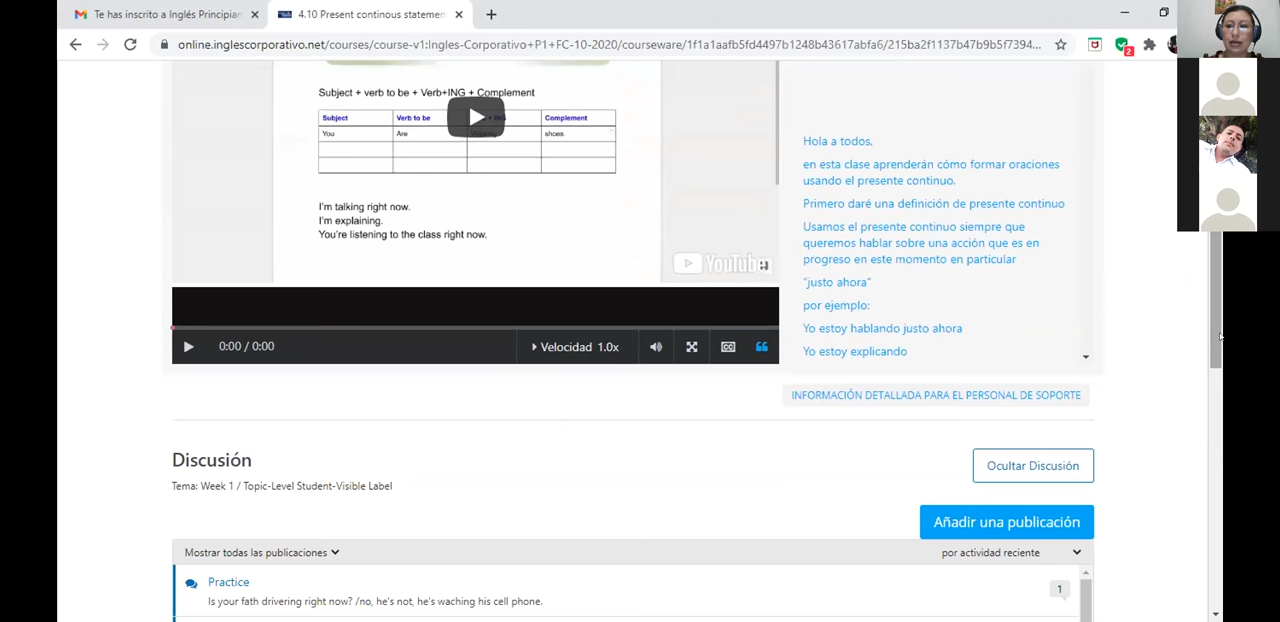 Te has inscrito a Inglés Principian
4.10 Present continous statemen
online.inglescorporativo.net/courses/course-v1:Ingles-Corporativo+P1+FC-10-2020/courseware/1f1a1aafb5fd4497b1248b43617abfa6/215ba2f1137b47b9b5f7394...
2
Subject + verb to be + Verb+ING + Complement
Subject Verb to be Complement
You Are shoes.
I'm talking right now.
I'm explaining.
You're listening to the class right now.
YouTube
Hola a todos,
en esta clase aprenderán cómo formar oraciones
usando el presente continuo.
Primero daré una definición de presente continuo
Usamos el presente continuo siempre que
queremos hablar sobre una acción que es en
progreso en este momento en particular
“justo ahora”
por ejemplo:
Yo estoy hablando justo ahora
Yo estoy explicando
0:00 / 0:00
Velocidad 1.0x
INFORMACIÓN DETALLADA PARA EL PERSONAL DE SOPORTE
Discusión
Ocultar Discusión
Tema: Week 1 / Topic-Level Student-Visible Label
Añadir una publicación
Mostrar todas las publicaciones
por actividad reciente
Practice
1
Is your fath drivering right now? /no, he's not, he's waching his cell phone.